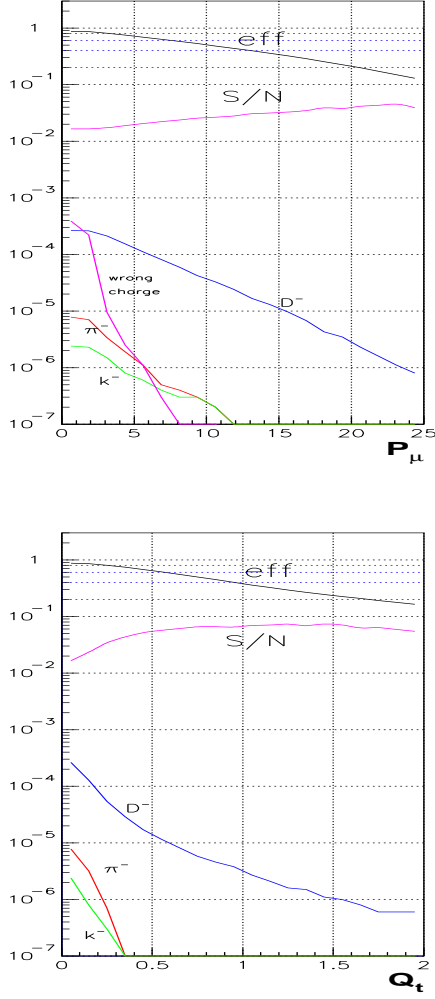 1
eff
10⁻¹
S/N
10⁻²
10⁻³
10⁻⁴
wrong
charge
D⁻
10⁻⁵
π⁻
10⁻⁶
k⁻
10⁻⁷
0 5 10 15 20 25
P_μ
1
eff
10⁻¹
S/N
10⁻²
10⁻³
10⁻⁴
D⁻
10⁻⁵
π⁻
10⁻⁶
k⁻
10⁻⁷
0 0.5 1 1.5 2
Q_t